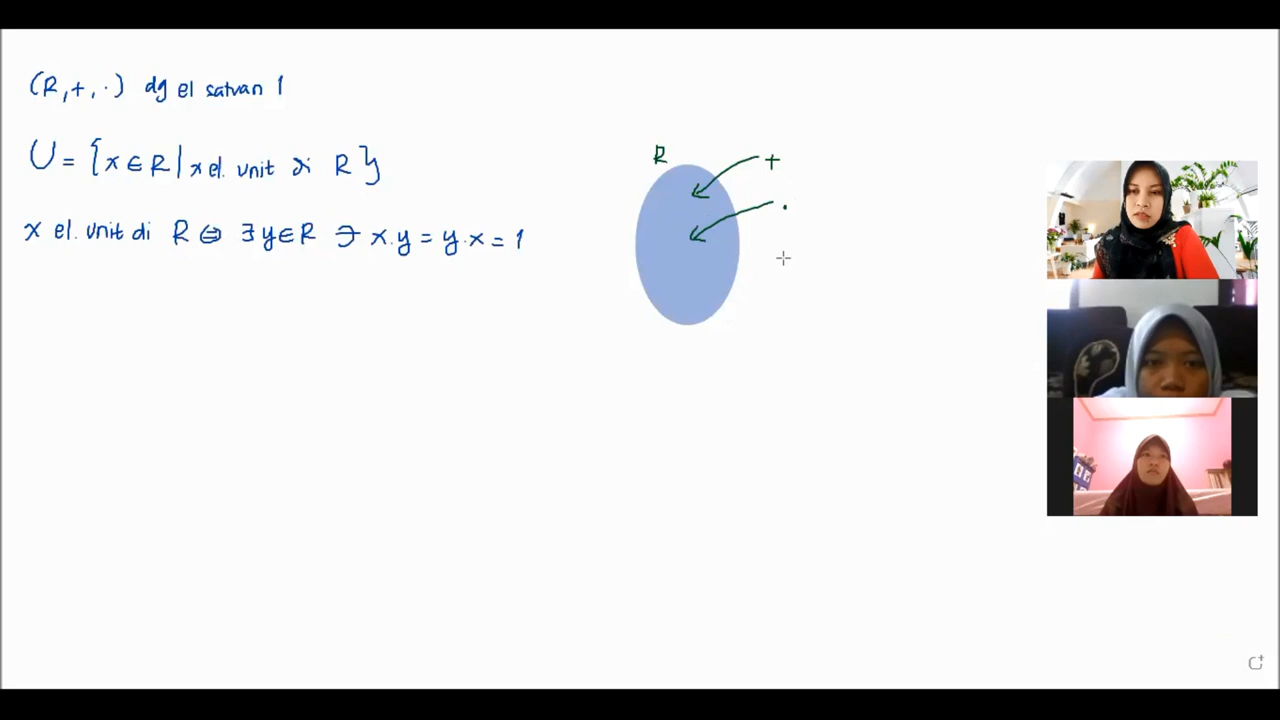 (R, +, ·) dg el satuan 1
U = {x ∈ R | x el. unit di R}
x el. unit di R ⇔ ∃ y ∈ R ∋ x.y = y.x = 1
R
+
·